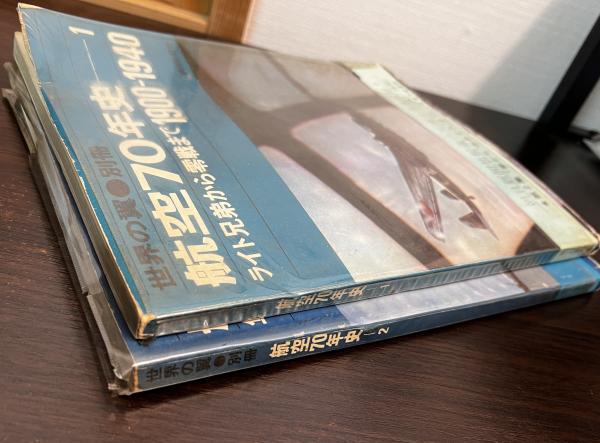 世界の翼●別冊
航空70年史——1
ライト兄弟から零戦まで1900-1940
航空70年史—1
世界の翼●別冊 航空70年史—2